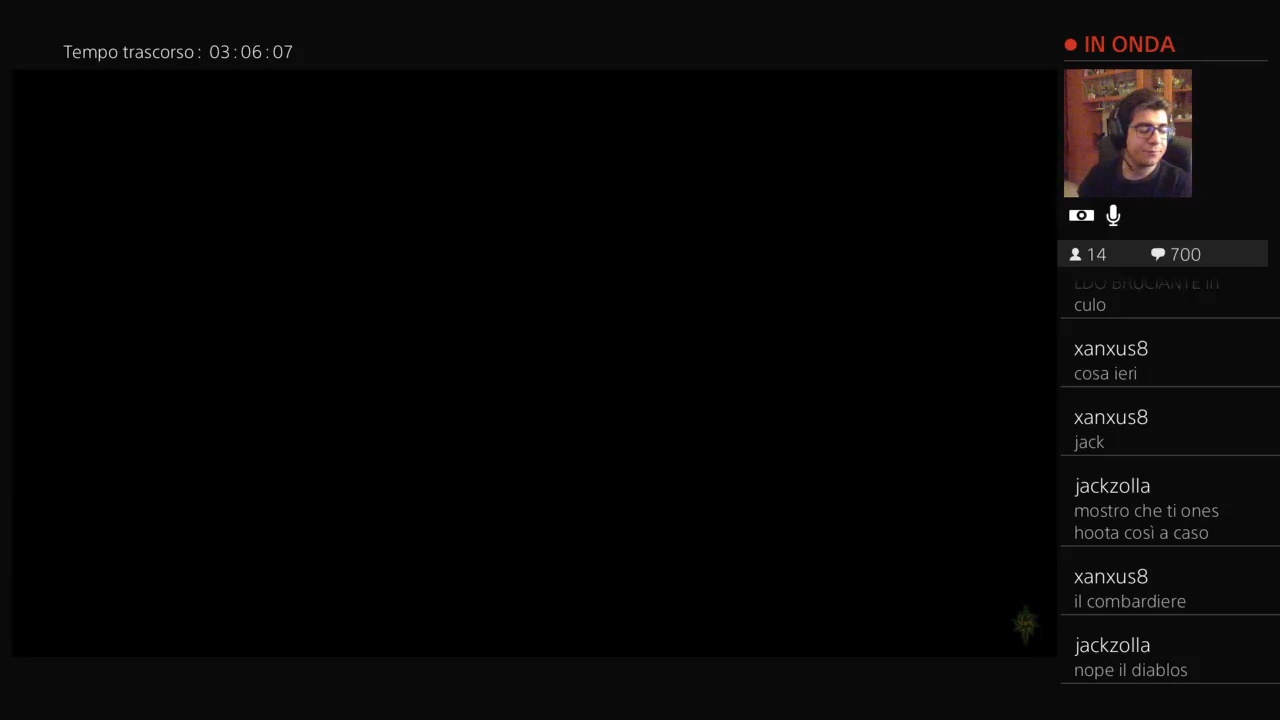 Tempo trascorso: 03:06:07
IN ONDA
14 700
culo
xanxus8
cosa ieri
xanxus8
jack
jackzolla
mostro che ti ones
hoota così a caso
xanxus8
il combardiere
jackzolla
nope il diablos